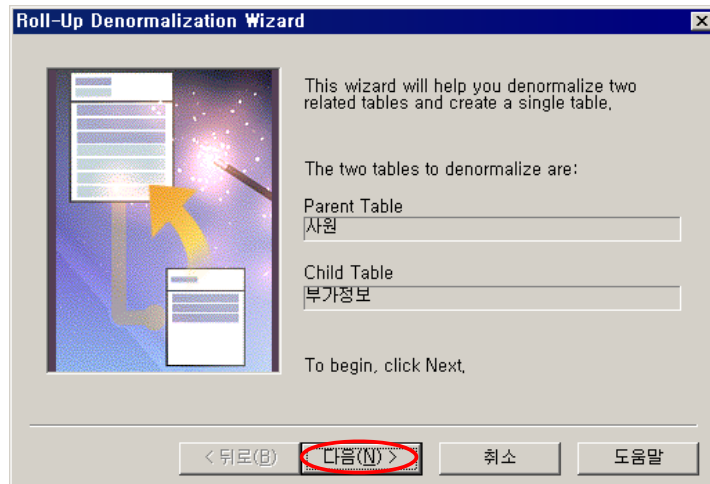 Roll-Up Denormalization Wizard
This wizard will help you denormalize two
related tables and create a single table,
The two tables to denormalize are:
Parent Table
사원
Child Table
부가정보
To begin, click Next,
< 뒤로(B)
다음(N) >
취소
도움말